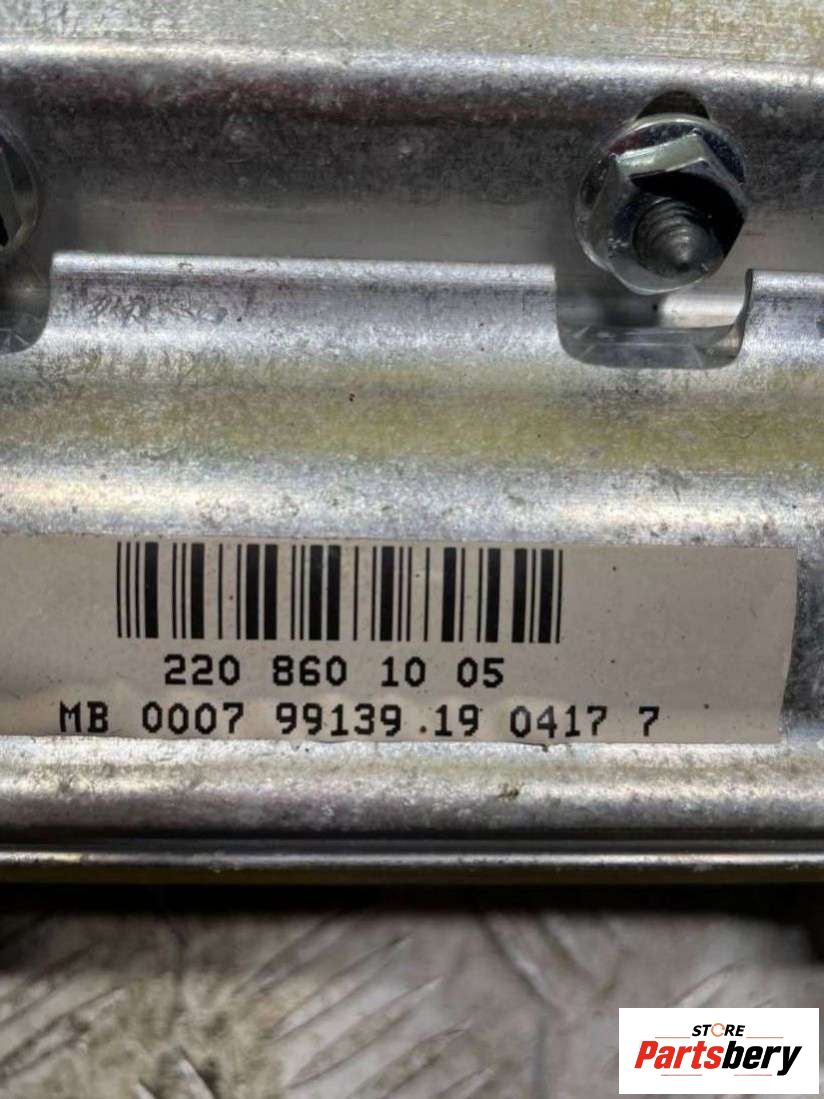 220 860 10 05
MB 0007 99139.19 0417 7
STORE
Partsbery